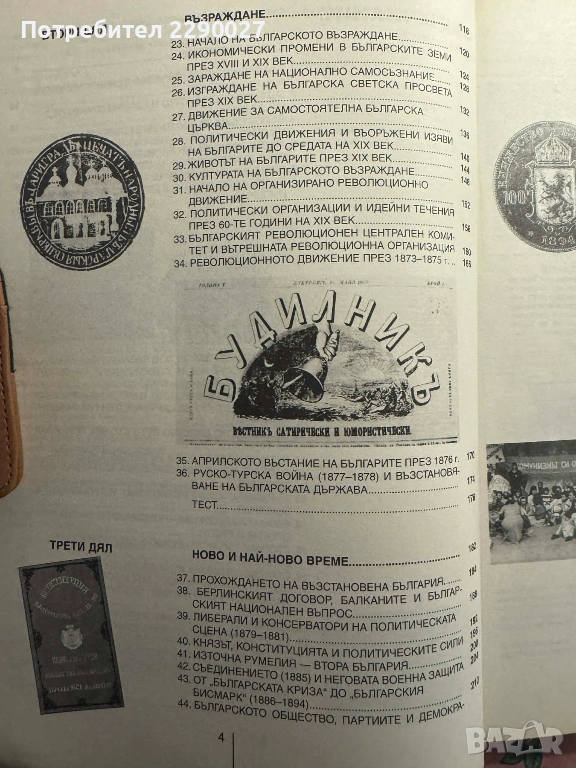 Потребител 2290027
ВЪЗРАЖДАНЕ 116
23. НАЧАЛО НА БЪЛГАРСКОТО ВЪЗРАЖДАНЕ 118
24. ИКОНОМИЧЕСКИ ПРОМЕНИ В БЪЛГАРСКИТЕ ЗЕМИ
ПРЕЗ XVIII И XIX ВЕК 120
25. ЗАРАЖДАНЕ НА НАЦИОНАЛНО САМОСЪЗНАНИЕ 124
26. ИЗГРАЖДАНЕ НА БЪЛГАРСКА СВЕТСКА ПРОСВЕТА
ПРЕЗ XIX ВЕК 128
27. ДВИЖЕНИЕ ЗА САМОСТОЯТЕЛНА БЪЛГАРСКА
ЦЪРКВА 132
28. ПОЛИТИЧЕСКИ ДВИЖЕНИЯ И ВЪОРЪЖЕНИ ИЗЯВИ
НА БЪЛГАРИТЕ ДО СРЕДАТА НА XIX ВЕК 136
29. ЖИВОТЪТ НА БЪЛГАРИТЕ ПРЕЗ XIX ВЕК 140
30. КУЛТУРАТА НА БЪЛГАРСКОТО ВЪЗРАЖДАНЕ 144
31. НАЧАЛО НА ОРГАНИЗИРАНО РЕВОЛЮЦИОННО
ДВИЖЕНИЕ 148
32. ПОЛИТИЧЕСКИ ОРГАНИЗАЦИИ И ИДЕЙНИ ТЕЧЕНИЯ
ПРЕЗ 60-ТЕ ГОДИНИ НА XIX ВЕК 152
33. БЪЛГАРСКИЯТ РЕВОЛЮЦИОНЕН ЦЕНТРАЛЕН КОМИ-
ТЕТ И ВЪТРЕШНАТА РЕВОЛЮЦИОННА ОРГАНИЗАЦИЯ 156
34. РЕВОЛЮЦИОННОТО ДВИЖЕНИЕ ПРЕЗ 1873–1875 г.
БУДИЛНИКЪ
ВѢСТНИКЪ САТИРИЧЕСКИ И ЮМОРИСТИЧЕСКИ
35. АПРИЛСКОТО ВЪСТАНИЕ НА БЪЛГАРИТЕ ПРЕЗ 1876 г. 170
36. РУСКО-ТУРСКА ВОЙНА (1877–1878) И ВЪЗСТАНОВЯ-
ВАНЕ НА БЪЛГАРСКАТА ДЪРЖАВА 174
ТЕСТ 178
ТРЕТИ ДЯЛ
НОВО И НАЙ-НОВО ВРЕМЕ 182
37. ПРОХОЖДАНЕТО НА ВЪЗСТАНОВЕНА БЪЛГАРИЯ 184
38. БЕРЛИНСКИЯТ ДОГОВОР, БАЛКАНИТЕ И БЪЛГАР-
СКИЯТ НАЦИОНАЛЕН ВЪПРОС 188
39. ЛИБЕРАЛИ И КОНСЕРВАТОРИ НА ПОЛИТИЧЕСКАТА
СЦЕНА (1879–1881) 192
40. КНЯЗЪТ, КОНСТИТУЦИЯТА И ПОЛИТИЧЕСКИТЕ СИЛИ 196
41. ИЗТОЧНА РУМЕЛИЯ – ВТОРА БЪЛГАРИЯ 200
42. СЪЕДИНЕНИЕТО (1885) И НЕГОВАТА ВОЕННА ЗАЩИТА 204
43. ОТ „БЪЛГАРСКАТА КРИЗА“ ДО „БЪЛГАРСКИЯ
БИСМАРК“ (1886–1894) 210
44. БЪЛГАРСКОТО ОБЩЕСТВО, ПАРТИИТЕ И ДЕМОКРА-
4
1894
BAZAR